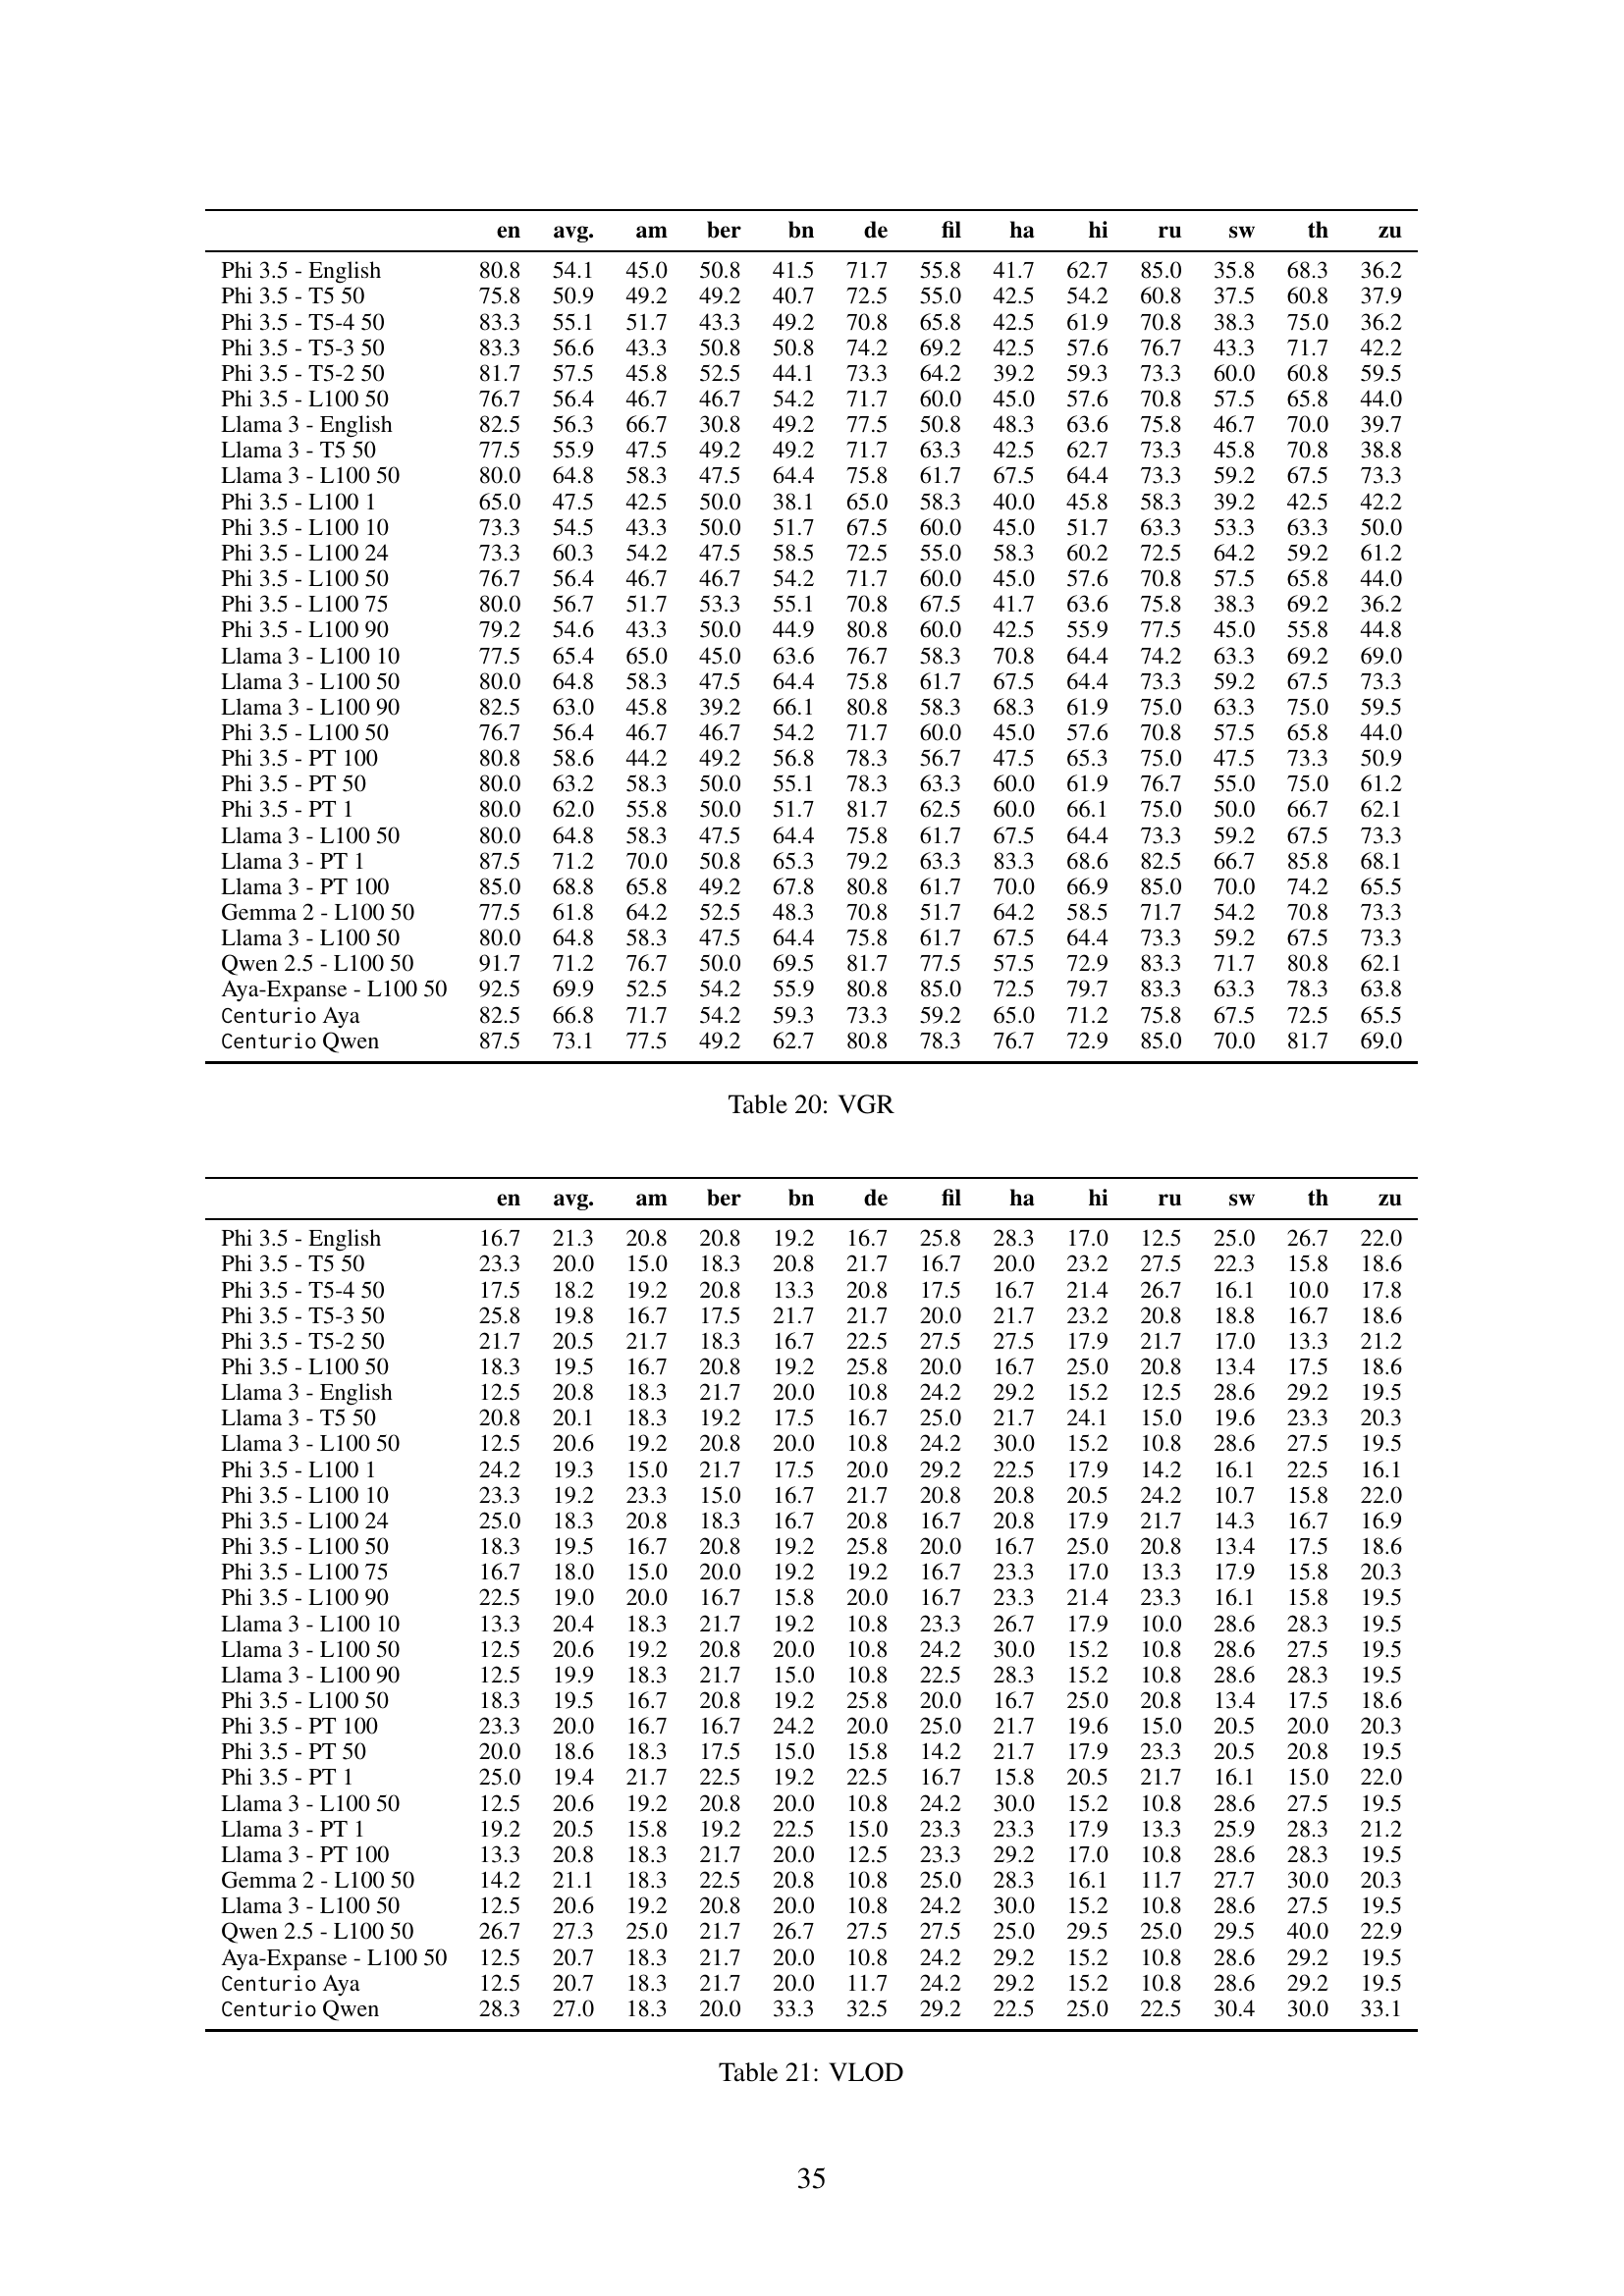 en avg. am ber bn de fil ha hi ru sw th zu
Phi 3.5 - English 80.8 54.1 45.0 50.8 41.5 71.7 55.8 41.7 62.7 85.0 35.8 68.3 36.2
Phi 3.5 - T5 50 75.8 50.9 49.2 49.2 40.7 72.5 55.0 42.5 54.2 60.8 37.5 60.8 37.9
Phi 3.5 - T5-4 50 83.3 55.1 51.7 43.3 49.2 70.8 65.8 42.5 61.9 70.8 38.3 75.0 36.2
Phi 3.5 - T5-3 50 83.3 56.6 43.3 50.8 50.8 74.2 69.2 42.5 57.6 76.7 43.3 71.7 42.2
Phi 3.5 - T5-2 50 81.7 57.5 45.8 52.5 44.1 73.3 64.2 39.2 59.3 73.3 60.0 60.8 59.5
Phi 3.5 - L100 50 76.7 56.4 46.7 46.7 54.2 71.7 60.0 45.0 57.6 70.8 57.5 65.8 44.0
Llama 3 - English 82.5 56.3 66.7 30.8 49.2 77.5 50.8 48.3 63.6 75.8 46.7 70.0 39.7
Llama 3 - T5 50 77.5 55.9 47.5 49.2 49.2 71.7 63.3 42.5 62.7 73.3 45.8 70.8 38.8
Llama 3 - L100 50 80.0 64.8 58.3 47.5 64.4 75.8 61.7 67.5 64.4 73.3 59.2 67.5 73.3
Phi 3.5 - L100 1 65.0 47.5 42.5 50.0 38.1 65.0 58.3 40.0 45.8 58.3 39.2 42.5 42.2
Phi 3.5 - L100 10 73.3 54.5 43.3 50.0 51.7 67.5 60.0 45.0 51.7 63.3 53.3 63.3 50.0
Phi 3.5 - L100 24 73.3 60.3 54.2 47.5 58.5 72.5 55.0 58.3 60.2 72.5 64.2 59.2 61.2
Phi 3.5 - L100 50 76.7 56.4 46.7 46.7 54.2 71.7 60.0 45.0 57.6 70.8 57.5 65.8 44.0
Phi 3.5 - L100 75 80.0 56.7 51.7 53.3 55.1 70.8 67.5 41.7 63.6 75.8 38.3 69.2 36.2
Phi 3.5 - L100 90 79.2 54.6 43.3 50.0 44.9 80.8 60.0 42.5 55.9 77.5 45.0 55.8 44.8
Llama 3 - L100 10 77.5 65.4 65.0 45.0 63.6 76.7 58.3 70.8 64.4 74.2 63.3 69.2 69.0
Llama 3 - L100 50 80.0 64.8 58.3 47.5 64.4 75.8 61.7 67.5 64.4 73.3 59.2 67.5 73.3
Llama 3 - L100 90 82.5 63.0 45.8 39.2 66.1 80.8 58.3 68.3 61.9 75.0 63.3 75.0 59.5
Phi 3.5 - L100 50 76.7 56.4 46.7 46.7 54.2 71.7 60.0 45.0 57.6 70.8 57.5 65.8 44.0
Phi 3.5 - PT 100 80.8 58.6 44.2 49.2 56.8 78.3 56.7 47.5 65.3 75.0 47.5 73.3 50.9
Phi 3.5 - PT 50 80.0 63.2 58.3 50.0 55.1 78.3 63.3 60.0 61.9 76.7 55.0 75.0 61.2
Phi 3.5 - PT 1 80.0 62.0 55.8 50.0 51.7 81.7 62.5 60.0 66.1 75.0 50.0 66.7 62.1
Llama 3 - L100 50 80.0 64.8 58.3 47.5 64.4 75.8 61.7 67.5 64.4 73.3 59.2 67.5 73.3
Llama 3 - PT 1 87.5 71.2 70.0 50.8 65.3 79.2 63.3 83.3 68.6 82.5 66.7 85.8 68.1
Llama 3 - PT 100 85.0 68.8 65.8 49.2 67.8 80.8 61.7 70.0 66.9 85.0 70.0 74.2 65.5
Gemma 2 - L100 50 77.5 61.8 64.2 52.5 48.3 70.8 51.7 64.2 58.5 71.7 54.2 70.8 73.3
Llama 3 - L100 50 80.0 64.8 58.3 47.5 64.4 75.8 61.7 67.5 64.4 73.3 59.2 67.5 73.3
Qwen 2.5 - L100 50 91.7 71.2 76.7 50.0 69.5 81.7 77.5 57.5 72.9 83.3 71.7 80.8 62.1
Aya-Expanse - L100 50 92.5 69.9 52.5 54.2 55.9 80.8 85.0 72.5 79.7 83.3 63.3 78.3 63.8
Centurio Aya 82.5 66.8 71.7 54.2 59.3 73.3 59.2 65.0 71.2 75.8 67.5 72.5 65.5
Centurio Qwen 87.5 73.1 77.5 49.2 62.7 80.8 78.3 76.7 72.9 85.0 70.0 81.7 69.0
Table 20: VGR
en avg. am ber bn de fil ha hi ru sw th zu
Phi 3.5 - English 16.7 21.3 20.8 20.8 19.2 16.7 25.8 28.3 17.0 12.5 25.0 26.7 22.0
Phi 3.5 - T5 50 23.3 20.0 15.0 18.3 20.8 21.7 16.7 20.0 23.2 27.5 22.3 15.8 18.6
Phi 3.5 - T5-4 50 17.5 18.2 19.2 20.8 13.3 20.8 17.5 16.7 21.4 26.7 16.1 10.0 17.8
Phi 3.5 - T5-3 50 25.8 19.8 16.7 17.5 21.7 21.7 20.0 21.7 23.2 20.8 18.8 16.7 18.6
Phi 3.5 - T5-2 50 21.7 20.5 21.7 18.3 16.7 22.5 27.5 27.5 17.9 21.7 17.0 13.3 21.2
Phi 3.5 - L100 50 18.3 19.5 16.7 20.8 19.2 25.8 20.0 16.7 25.0 20.8 13.4 17.5 18.6
Llama 3 - English 12.5 20.8 18.3 21.7 20.0 10.8 24.2 29.2 15.2 12.5 28.6 29.2 19.5
Llama 3 - T5 50 20.8 20.1 18.3 19.2 17.5 16.7 25.0 21.7 24.1 15.0 19.6 23.3 20.3
Llama 3 - L100 50 12.5 20.6 19.2 20.8 20.0 10.8 24.2 30.0 15.2 10.8 28.6 27.5 19.5
Phi 3.5 - L100 1 24.2 19.3 15.0 21.7 17.5 20.0 29.2 22.5 17.9 14.2 16.1 22.5 16.1
Phi 3.5 - L100 10 23.3 19.2 23.3 15.0 16.7 21.7 20.8 20.8 20.5 24.2 10.7 15.8 22.0
Phi 3.5 - L100 24 25.0 18.3 20.8 18.3 16.7 20.8 16.7 20.8 17.9 21.7 14.3 16.7 16.9
Phi 3.5 - L100 50 18.3 19.5 16.7 20.8 19.2 25.8 20.0 16.7 25.0 20.8 13.4 17.5 18.6
Phi 3.5 - L100 75 16.7 18.0 15.0 20.0 19.2 19.2 16.7 23.3 17.0 13.3 17.9 15.8 20.3
Phi 3.5 - L100 90 22.5 19.0 20.0 16.7 15.8 20.0 16.7 23.3 21.4 23.3 16.1 15.8 19.5
Llama 3 - L100 10 13.3 20.4 18.3 21.7 19.2 10.8 23.3 26.7 17.9 10.0 28.6 28.3 19.5
Llama 3 - L100 50 12.5 20.6 19.2 20.8 20.0 10.8 24.2 30.0 15.2 10.8 28.6 27.5 19.5
Llama 3 - L100 90 12.5 19.9 18.3 21.7 15.0 10.8 22.5 28.3 15.2 10.8 28.6 28.3 19.5
Phi 3.5 - L100 50 18.3 19.5 16.7 20.8 19.2 25.8 20.0 16.7 25.0 20.8 13.4 17.5 18.6
Phi 3.5 - PT 100 23.3 20.0 16.7 16.7 24.2 20.0 25.0 21.7 19.6 15.0 20.5 20.0 20.3
Phi 3.5 - PT 50 20.0 18.6 18.3 17.5 15.0 15.8 14.2 21.7 17.9 23.3 20.5 20.8 19.5
Phi 3.5 - PT 1 25.0 19.4 21.7 22.5 19.2 22.5 16.7 15.8 20.5 21.7 16.1 15.0 22.0
Llama 3 - L100 50 12.5 20.6 19.2 20.8 20.0 10.8 24.2 30.0 15.2 10.8 28.6 27.5 19.5
Llama 3 - PT 1 19.2 20.5 15.8 19.2 22.5 15.0 23.3 23.3 17.9 13.3 25.9 28.3 21.2
Llama 3 - PT 100 13.3 20.8 18.3 21.7 20.0 12.5 23.3 29.2 17.0 10.8 28.6 28.3 19.5
Gemma 2 - L100 50 14.2 21.1 18.3 22.5 20.8 10.8 25.0 28.3 16.1 11.7 27.7 30.0 20.3
Llama 3 - L100 50 12.5 20.6 19.2 20.8 20.0 10.8 24.2 30.0 15.2 10.8 28.6 27.5 19.5
Qwen 2.5 - L100 50 26.7 27.3 25.0 21.7 26.7 27.5 27.5 25.0 29.5 25.0 29.5 40.0 22.9
Aya-Expanse - L100 50 12.5 20.7 18.3 21.7 20.0 10.8 24.2 29.2 15.2 10.8 28.6 29.2 19.5
Centurio Aya 12.5 20.7 18.3 21.7 20.0 11.7 24.2 29.2 15.2 10.8 28.6 29.2 19.5
Centurio Qwen 28.3 27.0 18.3 20.0 33.3 32.5 29.2 22.5 25.0 22.5 30.4 30.0 33.1
Table 21: VLOD
35